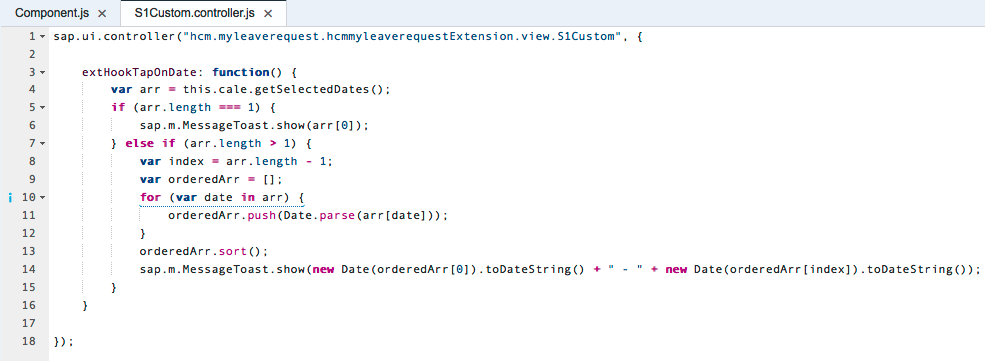 Component.js × S1Custom.controller.js ×
1 sap.ui.controller("hcm.myleaverequest.hcmmyleaverequestExtension.view.S1Custom", {
2
3 extHookTapOnDate: function() {
4 var arr = this.cale.getSelectedDates();
5 if (arr.length === 1) {
6 sap.m.MessageToast.show(arr[0]);
7 } else if (arr.length > 1) {
8 var index = arr.length - 1;
9 var orderedArr = [];
i 10 for (var date in arr) {
11 orderedArr.push(Date.parse(arr[date]));
12 }
13 orderedArr.sort();
14 sap.m.MessageToast.show(new Date(orderedArr[0]).toDateString() + " - " + new Date(orderedArr[index]).toDateString());
15 }
16 }
17
18 });